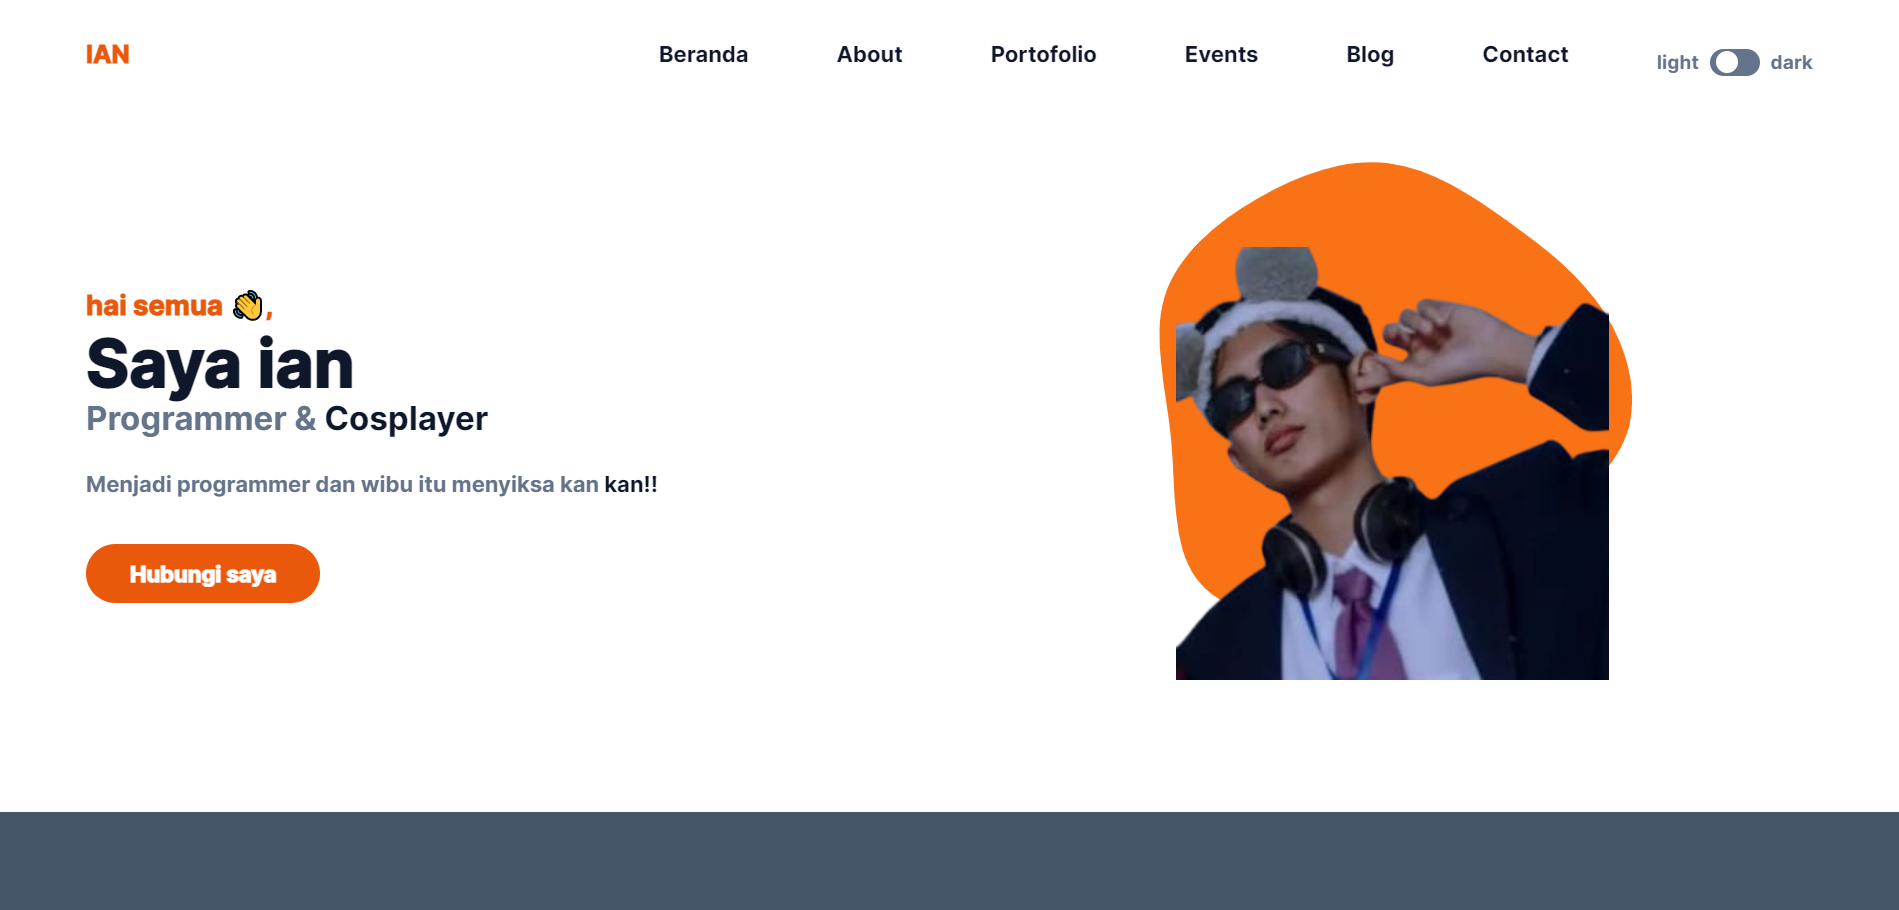 IAN
Beranda About Portofolio Events Blog Contact light dark
hai semua 👋,
Saya ian
Programmer & Cosplayer
Menjadi programmer dan wibu itu menyiksa kan kan!!
Hubungi saya